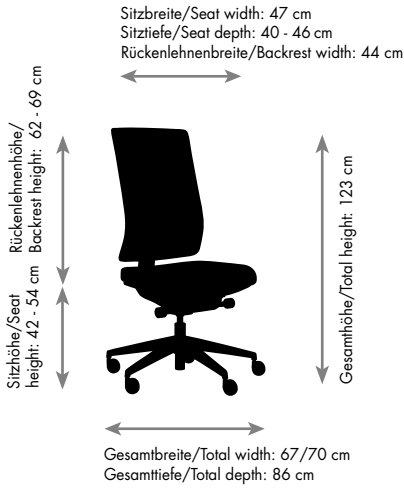 Sitzbreite/Seat width: 47 cm
Sitztiefe/Seat depth: 40 - 46 cm
Rückenlehnenbreite/Backrest width: 44 cm
Rückenlehnenhöhe/
Backrest height: 62 - 69 cm
Sitzhöhe/Seat
height: 42 - 54 cm
Gesamthöhe/Total height: 123 cm
Gesamtbreite/Total width: 67/70 cm
Gesamttiefe/Total depth: 86 cm